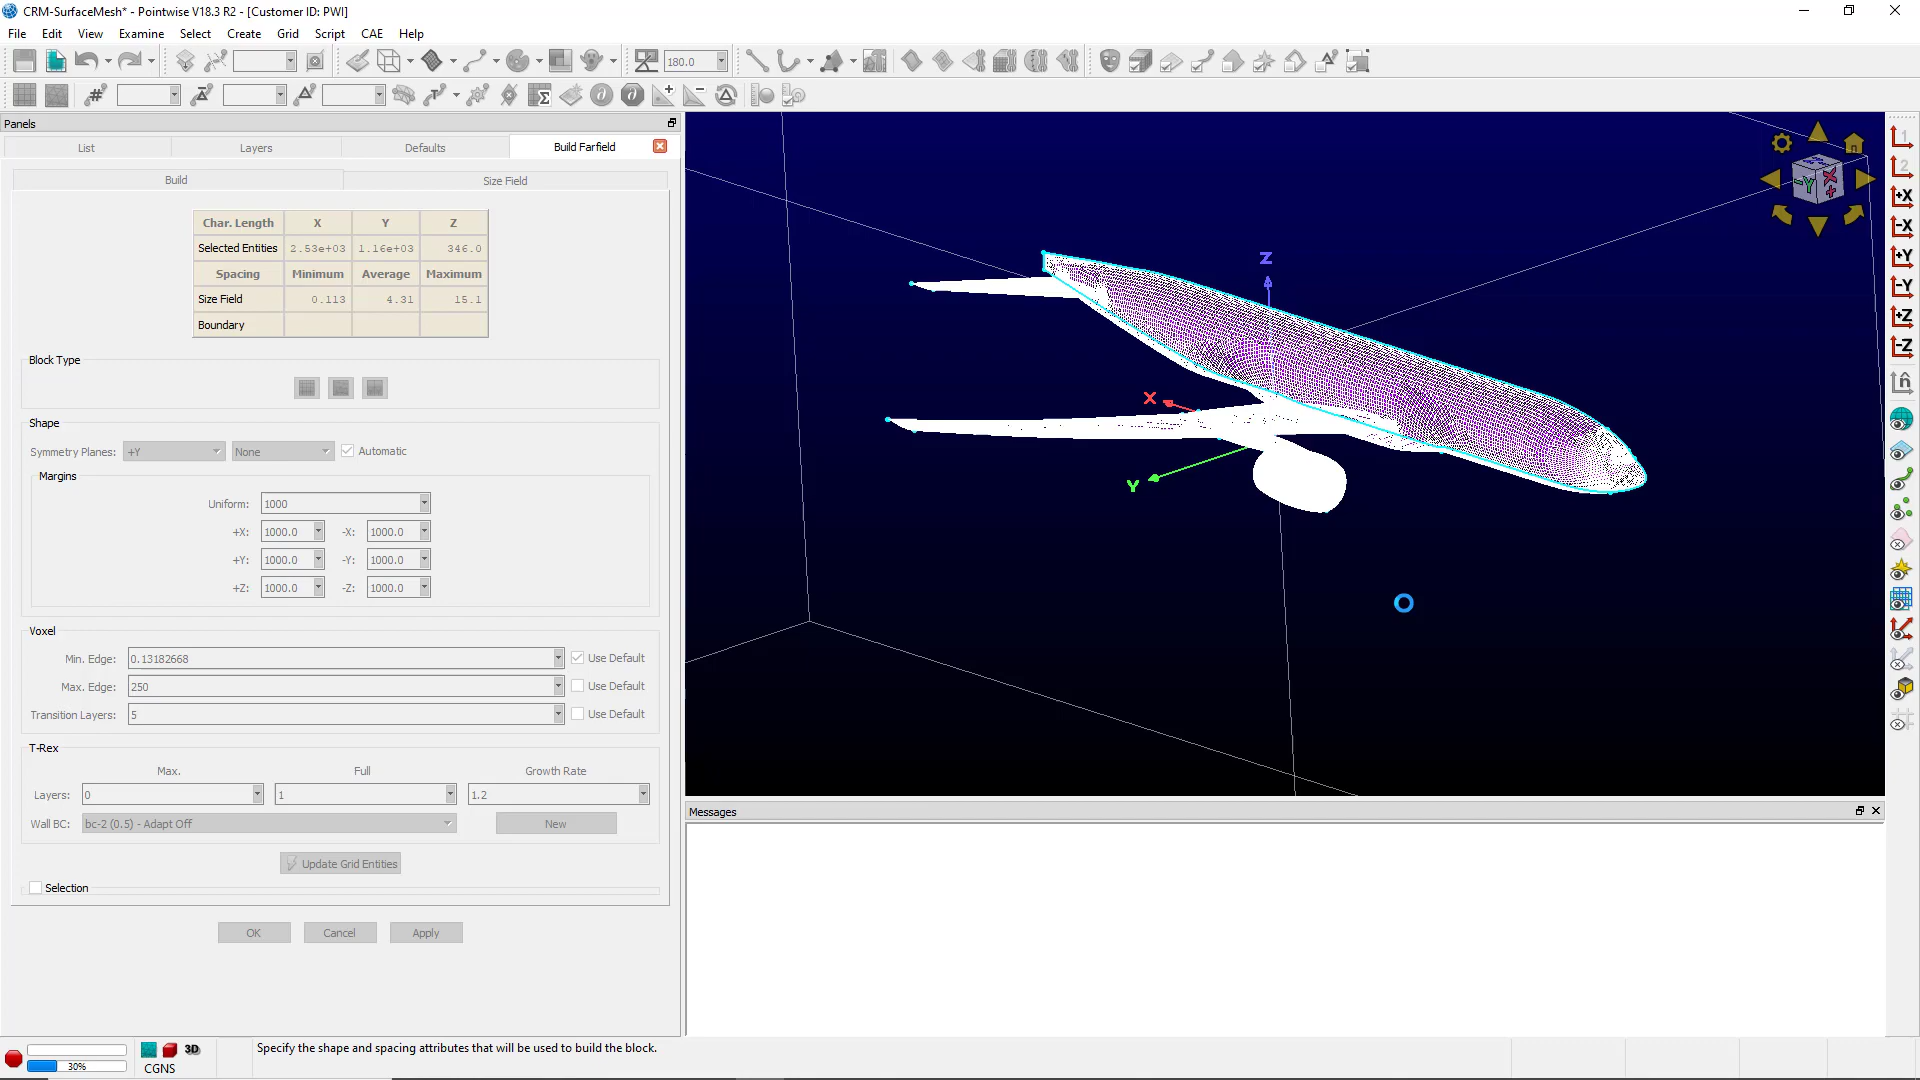 CRM-SurfaceMesh* - Pointwise V18.3 R2 - [Customer ID: PWI]
File Edit View Examine Select Create Grid Script CAE Help
180.0
Panels
List Layers Defaults Build Farfield
Build Size Field
Char. Length X Y Z
Selected Entities 2.53e+03 1.16e+03 346.0
Spacing Minimum Average Maximum
Size Field 0.113 4.31 15.1
Boundary
Block Type
Shape
Symmetry Planes: +Y None Automatic
Margins
Uniform: 1000
+X: 1000.0 -X: 1000.0
+Y: 1000.0 -Y: 1000.0
+Z: 1000.0 -Z: 1000.0
Voxel
Min. Edge: 0.13182668 Use Default
Max. Edge: 250 Use Default
Transition Layers: 5 Use Default
T-Rex
Max. Full Growth Rate
Layers: 0 1 1.2
Wall BC: bc-2 (0.5) - Adapt Off New
Update Grid Entities
Selection
OK Cancel Apply
Z
X
Y
-Y X +
1
2
+X
-X
+Y
-Y
+Z
-Z
n
Messages
30% 3D
CGNS
Specify the shape and spacing attributes that will be used to build the block.